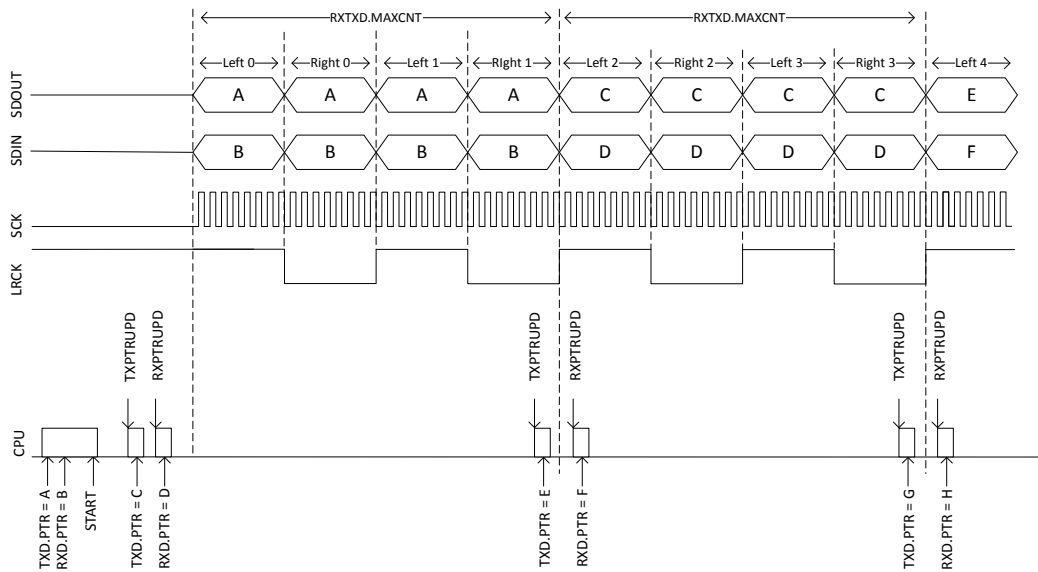 RXTXD.MAXCNT
RXTXD.MAXCNT
Left 0
Right 0
Left 1
RIght 1
Left 2
Right 2
Left 3
Right 3
Left 4
SDOUT
A
A
A
A
C
C
C
C
E
SDIN
B
B
B
B
D
D
D
D
F
SCK
LRCK
TXPTRUPD
RXPTRUPD
TXPTRUPD
RXPTRUPD
TXPTRUPD
RXPTRUPD
CPU
TXD.PTR = A
RXD.PTR = B
START
TXD.PTR = C
RXD.PTR = D
TXD.PTR = E
RXD.PTR = F
TXD.PTR = G
RXD.PTR = H